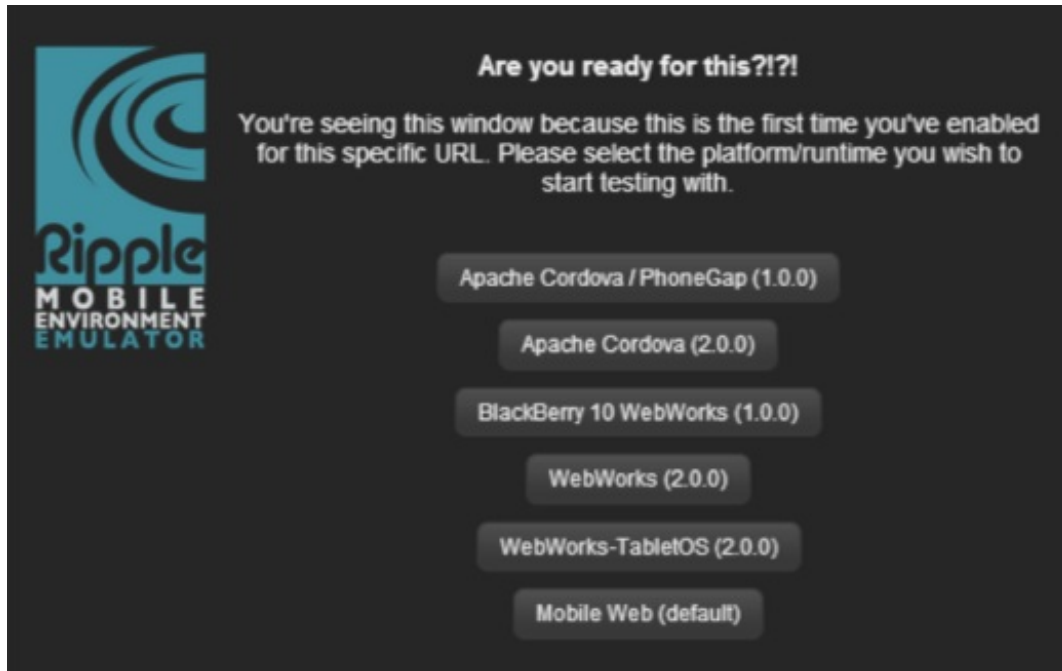 Ripple
MOBILE
ENVIRONMENT
EMULATOR
Are you ready for this?!?!
You're seeing this window because this is the first time you've enabled
for this specific URL. Please select the platform/runtime you wish to
start testing with.
Apache Cordova / PhoneGap (1.0.0)
Apache Cordova (2.0.0)
BlackBerry 10 WebWorks (1.0.0)
WebWorks (2.0.0)
WebWorks-TabletOS (2.0.0)
Mobile Web (default)